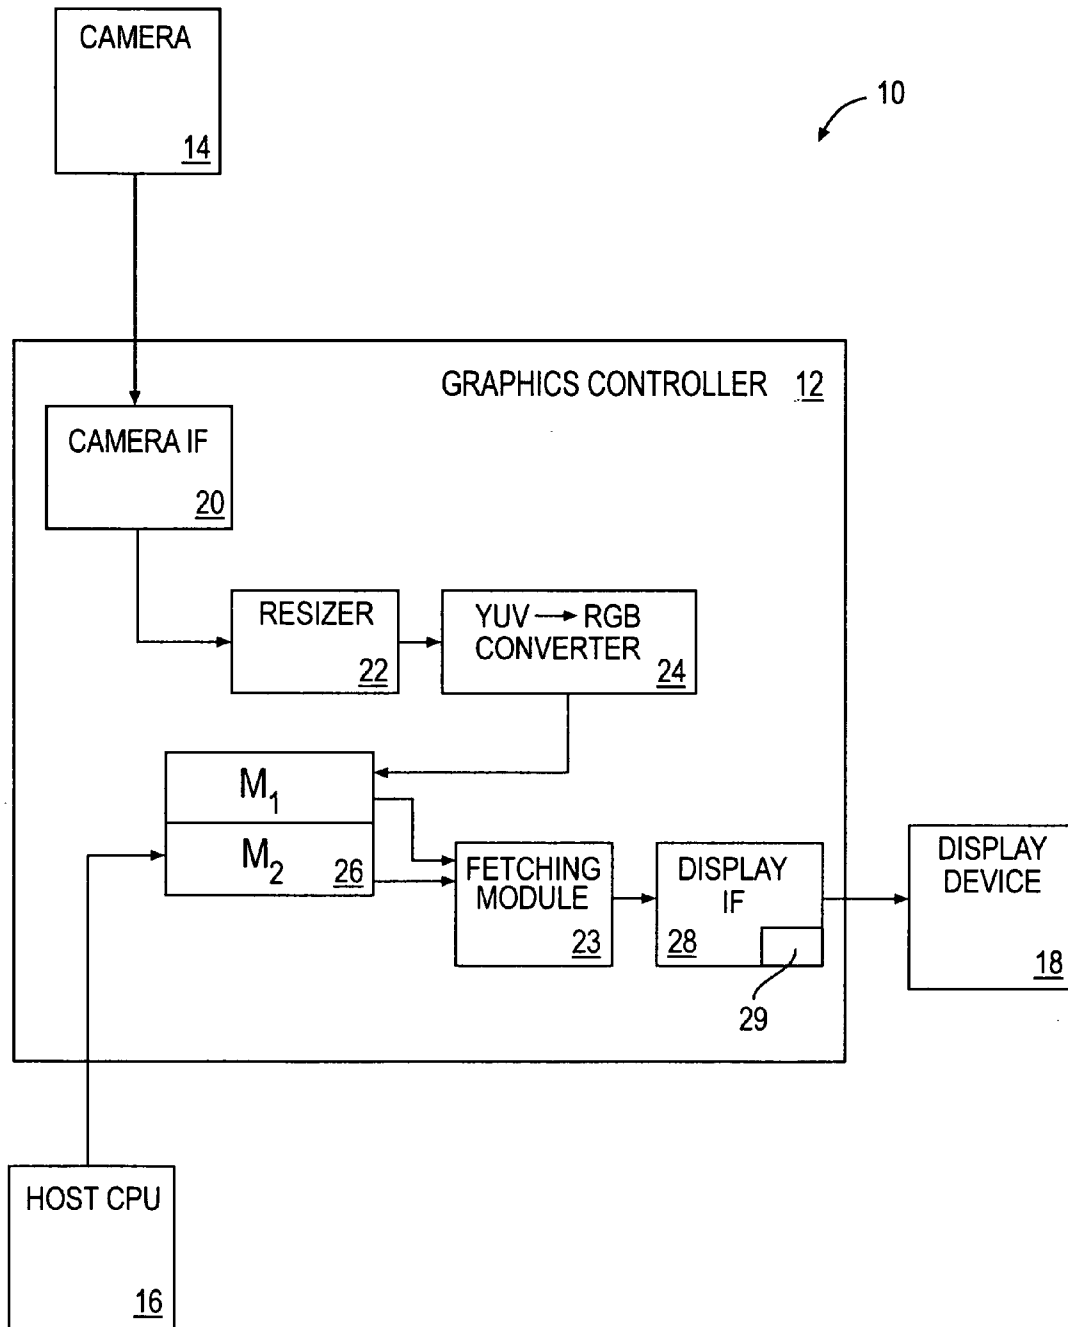 CAMERA
14
10
GRAPHICS CONTROLLER 12
CAMERA IF
20
RESIZER
22
YUV → RGB
CONVERTER
24
M₁
M₂
26
FETCHING
MODULE
23
DISPLAY
IF
28
29
DISPLAY
DEVICE
18
HOST CPU
16